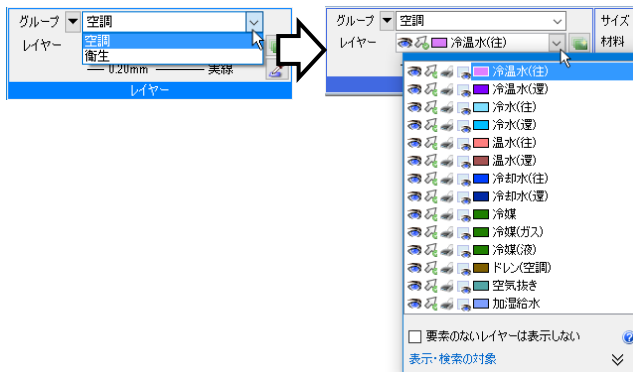 グループ 空調
レイヤー 空調
衛生
0.20mm 実線
レイヤー
グループ 空調 サイズ
レイヤー 冷温水(往) 材料
冷温水(往)
冷温水(還)
冷水(往)
冷水(還)
温水(往)
温水(還)
冷却水(往)
冷却水(還)
冷媒
冷媒(ガス)
冷媒(液)
ドレン(空調)
空気抜き
加湿給水
要素のないレイヤーは表示しない
表示・検索の対象